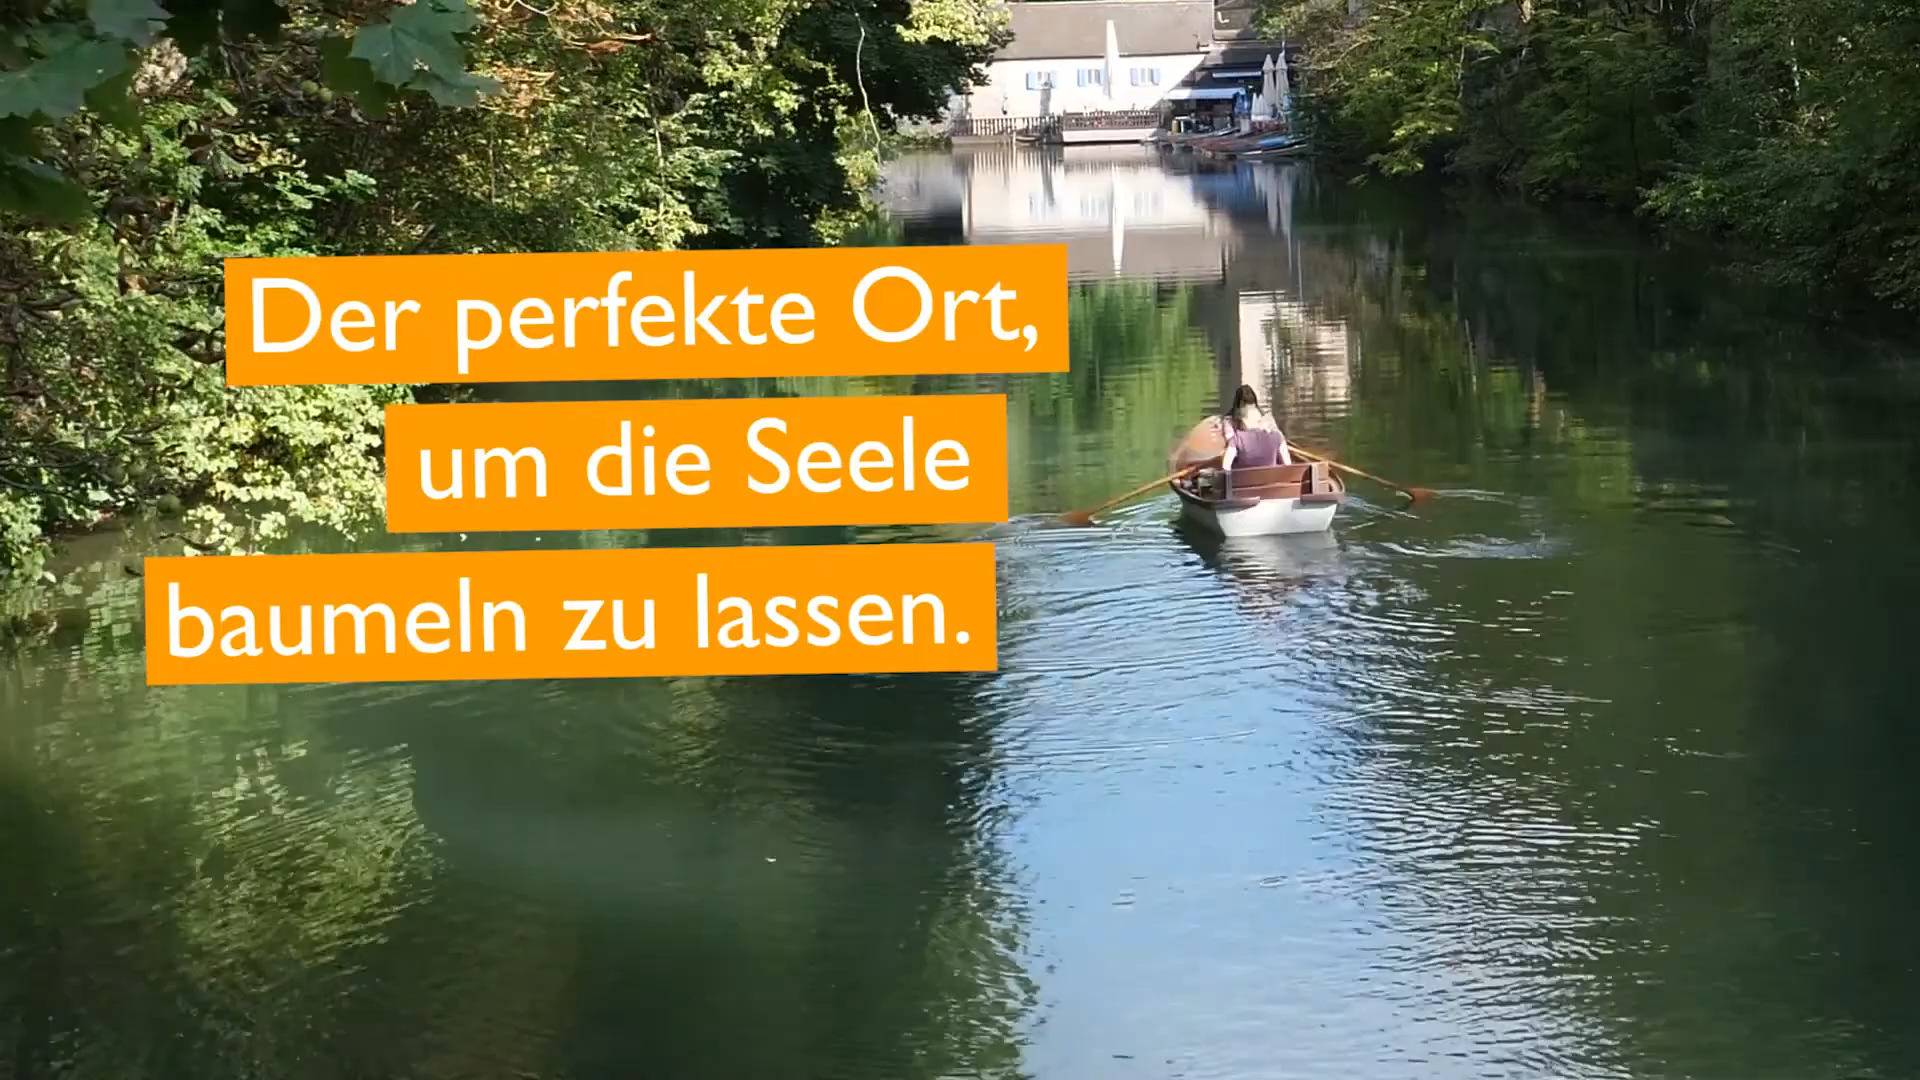 Der perfekte Ort,
um die Seele
baumeln zu lassen.